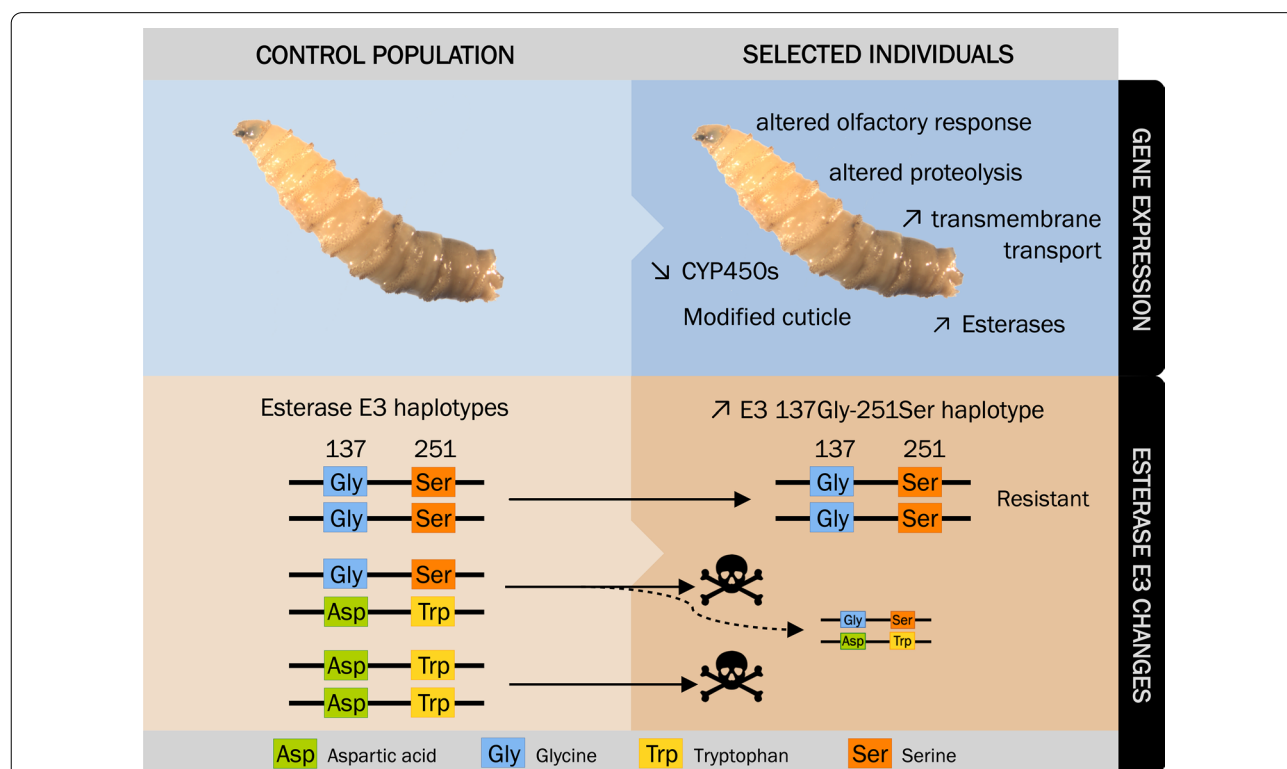 CONTROL POPULATION
SELECTED INDIVIDUALS
altered olfactory response
altered proteolysis
↗ transmembrane
transport
↘ CYP450s
Modified cuticle
↗ Esterases
GENE EXPRESSION
Esterase E3 haplotypes
137 251
Gly Ser
Gly Ser
Gly Ser
Asp Trp
Asp Trp
Asp Trp
↗ E3 137Gly-251Ser haplotype
137 251
Gly Ser
Resistant
Gly Ser
Gly Ser
Asp Trp
ESTERASE E3 CHANGES
Asp Aspartic acid Gly Glycine Trp Tryptophan Ser Serine